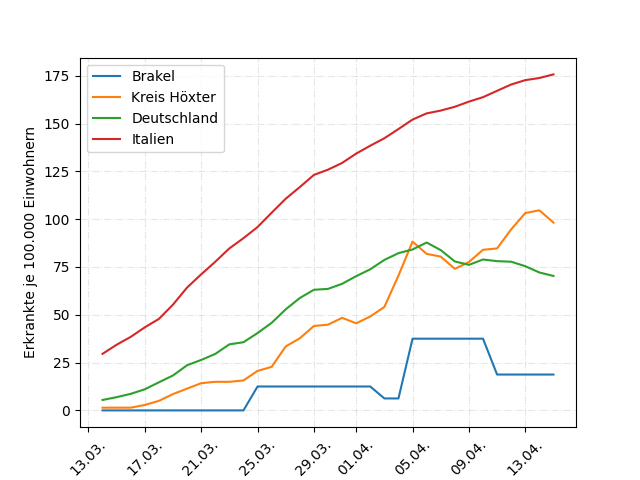 Brakel
Kreis Höxter
Deutschland
Italien
Erkrankte je 100.000 Einwohnern
175
150
125
100
75
50
25
0
13.03. 17.03. 21.03. 25.03. 29.03. 01.04. 05.04. 09.04. 13.04.